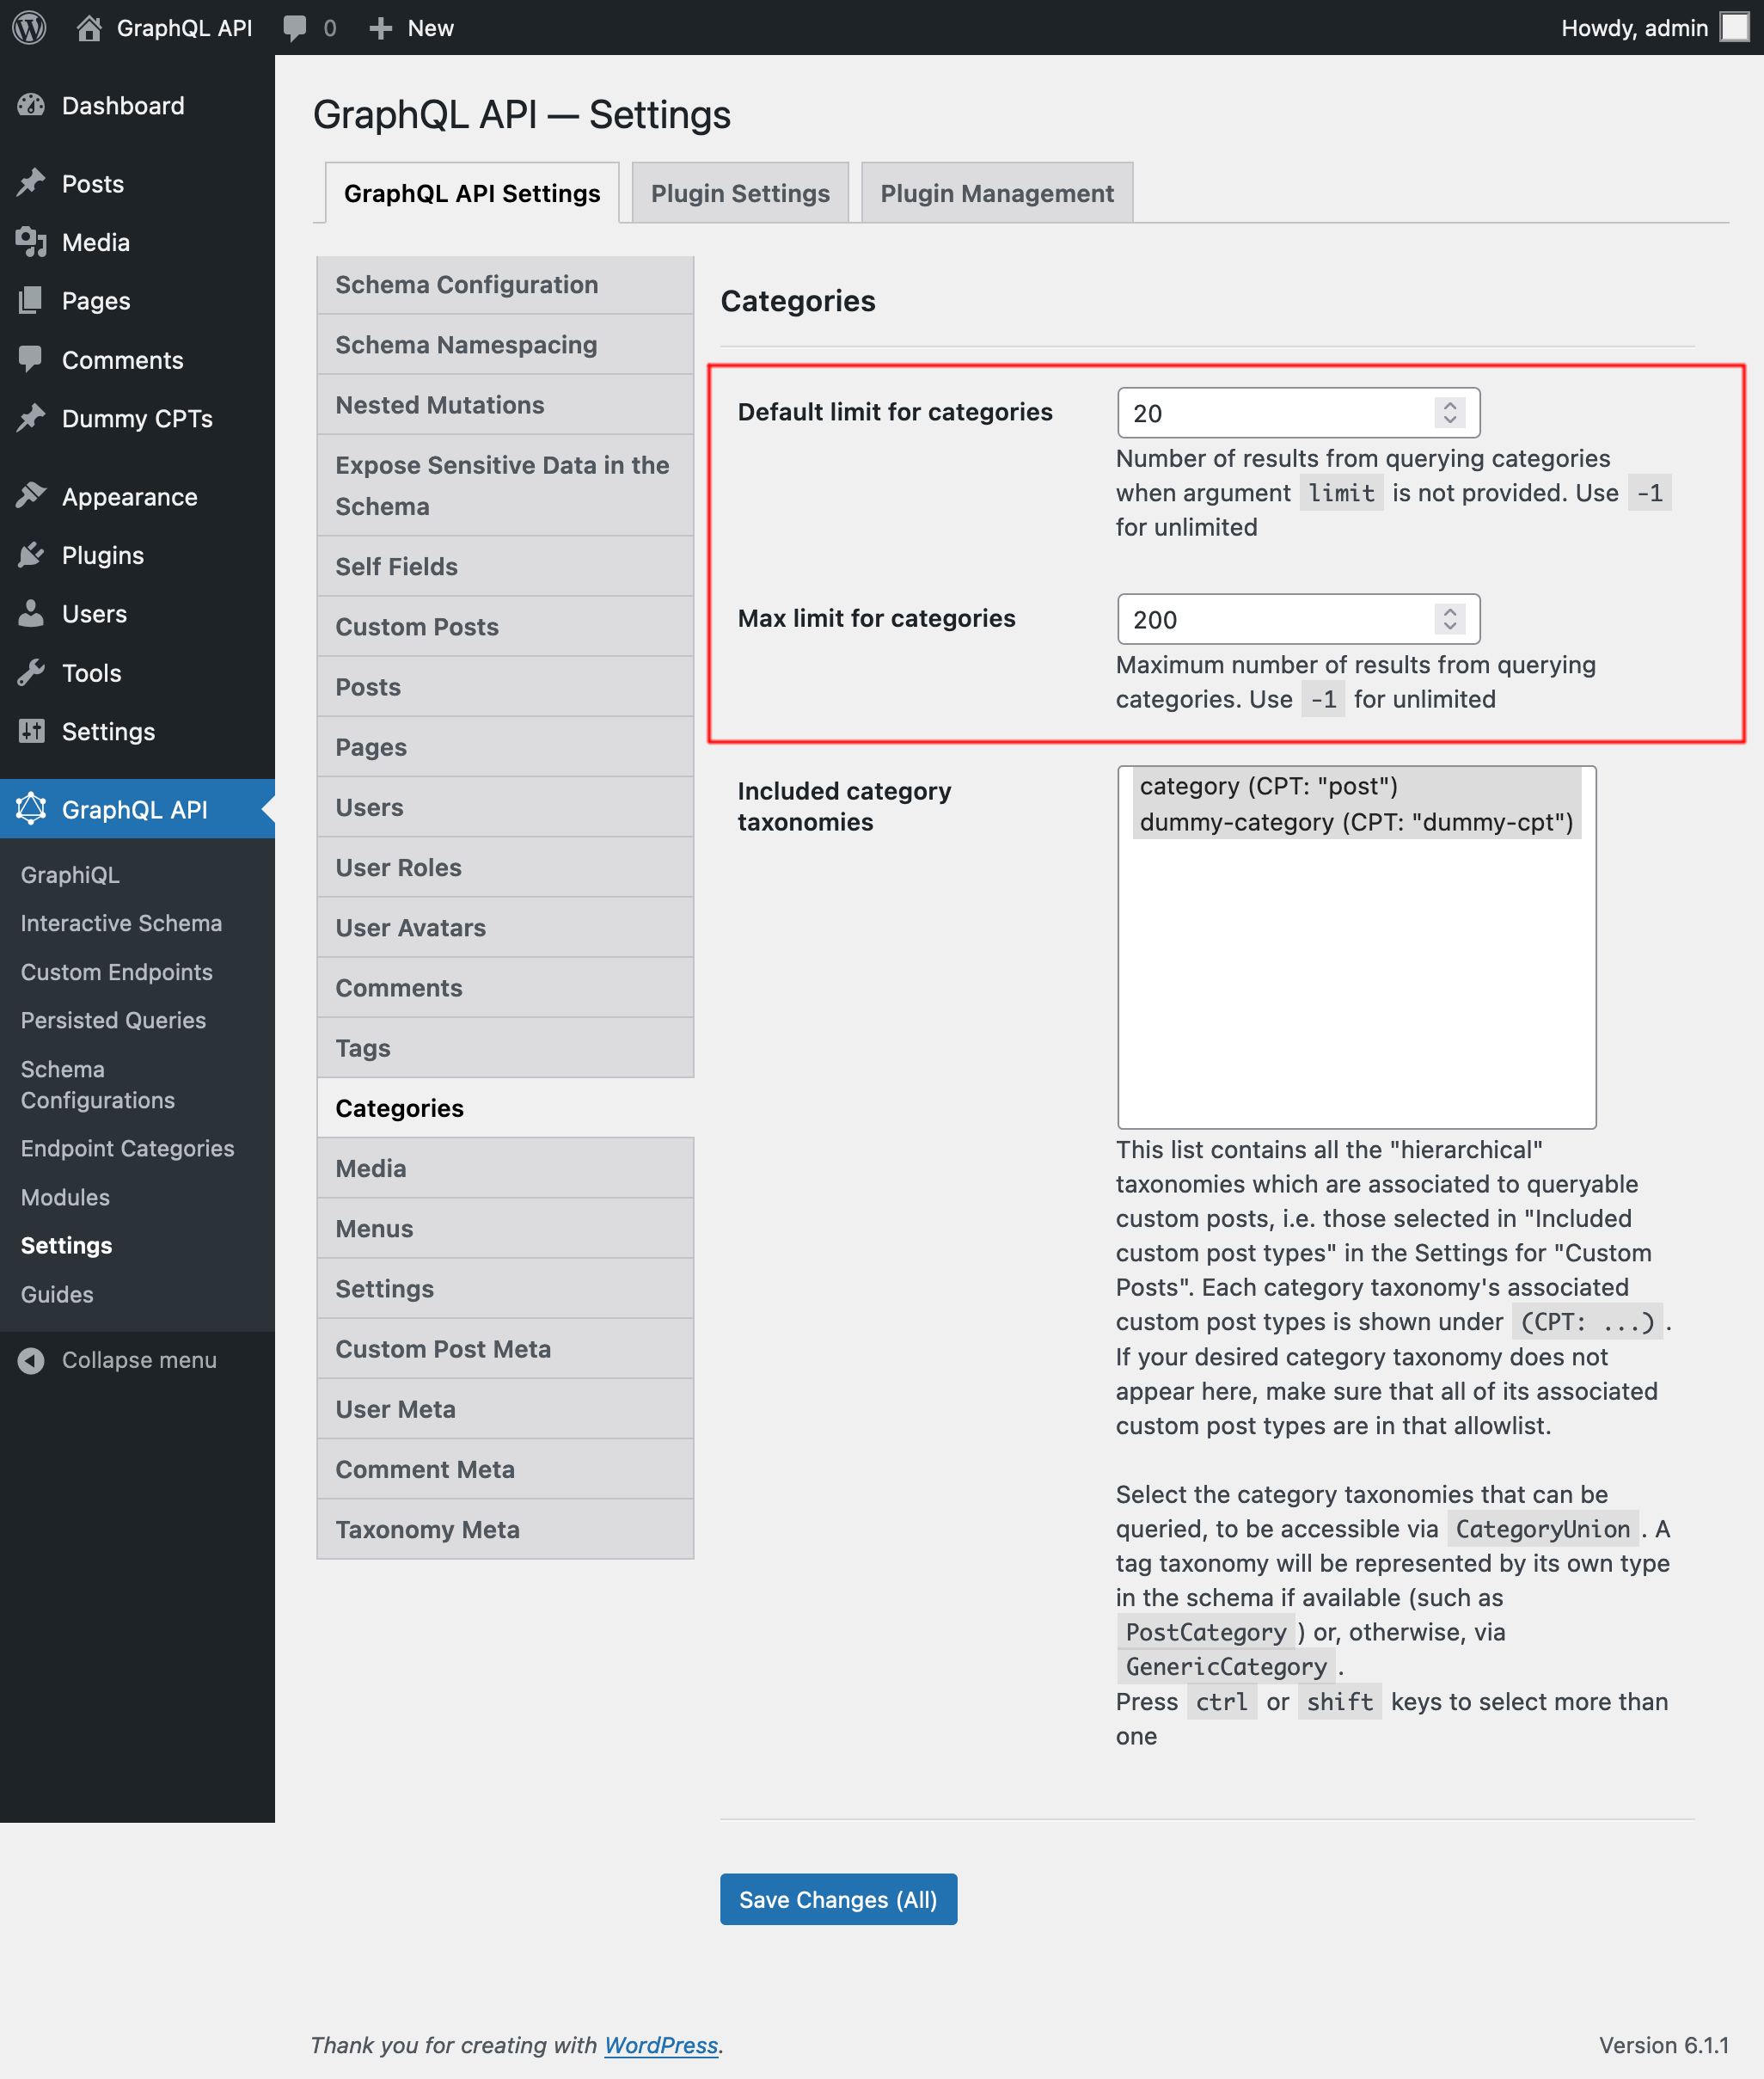 GraphQL API
0
New
Howdy, admin
Dashboard
Posts
Media
Pages
Comments
Dummy CPTs
Appearance
Plugins
Users
Tools
Settings
GraphQL API
GraphiQL
Interactive Schema
Custom Endpoints
Persisted Queries
Schema
Configurations
Endpoint Categories
Modules
Settings
Guides
Collapse menu
GraphQL API — Settings
GraphQL API Settings
Plugin Settings
Plugin Management
Schema Configuration
Schema Namespacing
Nested Mutations
Expose Sensitive Data in the
Schema
Self Fields
Custom Posts
Posts
Pages
Users
User Roles
User Avatars
Comments
Tags
Categories
Media
Menus
Settings
Custom Post Meta
User Meta
Comment Meta
Taxonomy Meta
Categories
Default limit for categories
20
Number of results from querying categories
when argument limit is not provided. Use -1
for unlimited
Max limit for categories
200
Maximum number of results from querying
categories. Use -1 for unlimited
Included category
taxonomies
category (CPT: "post")
dummy-category (CPT: "dummy-cpt")
This list contains all the "hierarchical"
taxonomies which are associated to queryable
custom posts, i.e. those selected in "Included
custom post types" in the Settings for "Custom
Posts". Each category taxonomy's associated
custom post types is shown under (CPT: ...).
If your desired category taxonomy does not
appear here, make sure that all of its associated
custom post types are in that allowlist.
Select the category taxonomies that can be
queried, to be accessible via CategoryUnion. A
tag taxonomy will be represented by its own type
in the schema if available (such as
PostCategory) or, otherwise, via
GenericCategory.
Press ctrl or shift keys to select more than
one
Save Changes (All)
Thank you for creating with WordPress.
Version 6.1.1